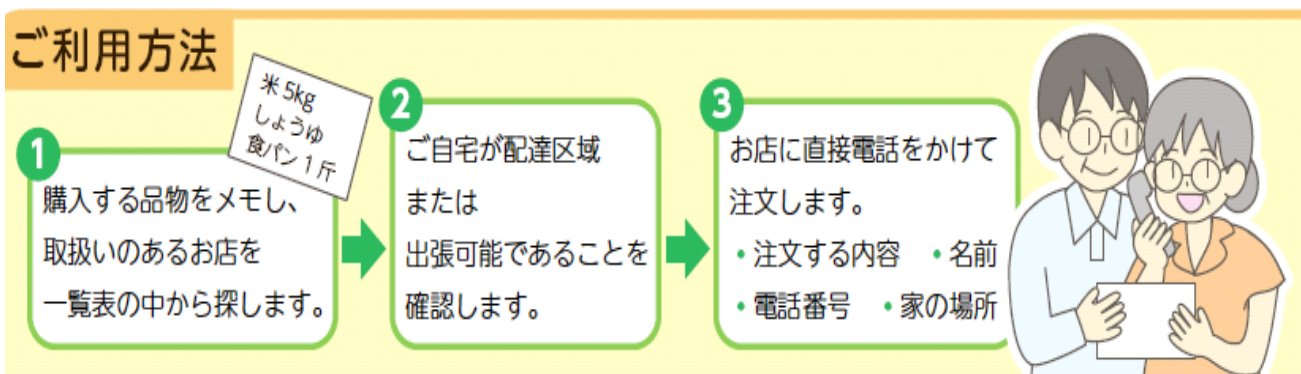 ご利用方法
米5kg
しょうゆ
食パン1斤
1
購入する品物をメモし、
取扱いのあるお店を
一覧表の中から探します。
2
ご自宅が配達区域
または
出張可能であることを
確認します。
3
お店に直接電話をかけて
注文します。
・注文する内容 ・名前
・電話番号 ・家の場所